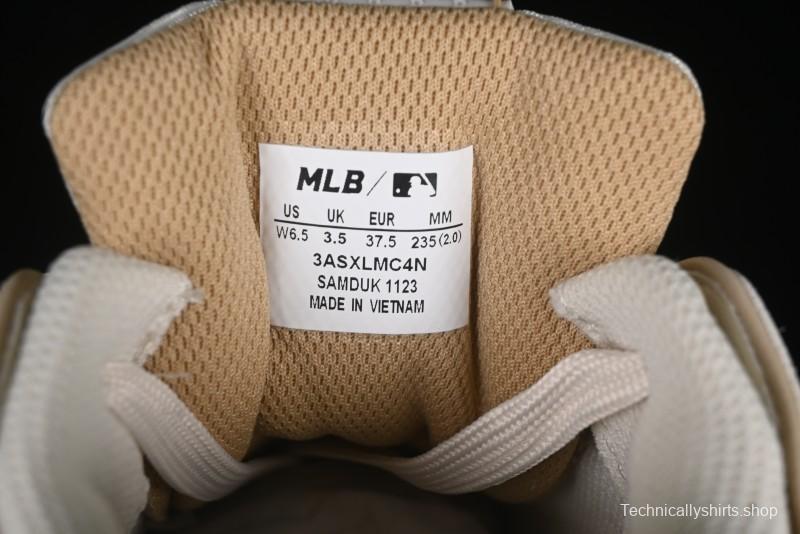 MLB /
US UK EUR MM
W6.5 3.5 37.5 235(2.0)
3ASXLMC4N
SAMDUK 1123
MADE IN VIETNAM
Technicallyshirts.shop